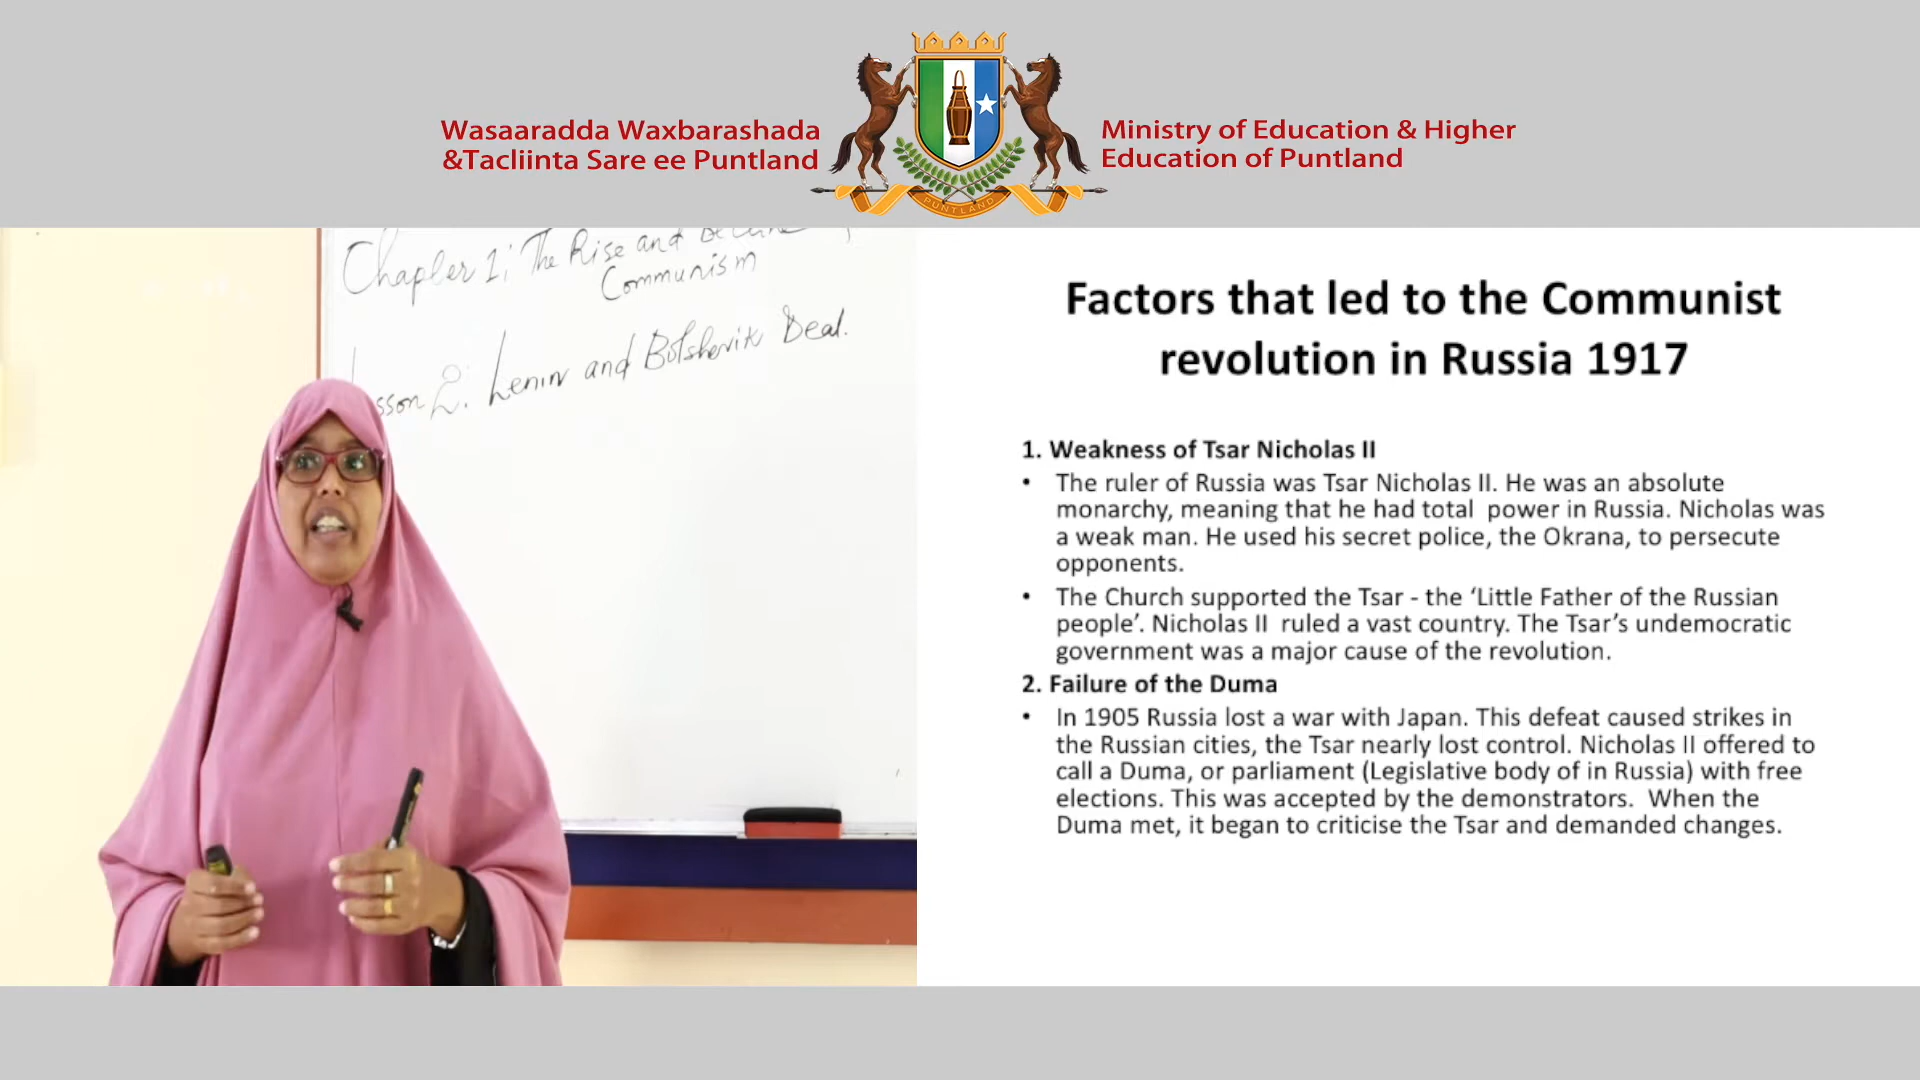 Wasaaradda Waxbarashada
&Tacliinta Sare ee Puntland
Ministry of Education & Higher
Education of Puntland
PUNTLAND
Chapter 1; The Rise and
Communism
sson 2: Lenin and Bolshevik Deal.
Factors that led to the Communist
revolution in Russia 1917
1. Weakness of Tsar Nicholas II
• The ruler of Russia was Tsar Nicholas II. He was an absolute
monarchy, meaning that he had total power in Russia. Nicholas was
a weak man. He used his secret police, the Okrana, to persecute
opponents.
• The Church supported the Tsar - the ‘Little Father of the Russian
people’. Nicholas II ruled a vast country. The Tsar’s undemocratic
government was a major cause of the revolution.
2. Failure of the Duma
• In 1905 Russia lost a war with Japan. This defeat caused strikes in
the Russian cities, the Tsar nearly lost control. Nicholas II offered to
call a Duma, or parliament (Legislative body of in Russia) with free
elections. This was accepted by the demonstrators. When the
Duma met, it began to criticise the Tsar and demanded changes.